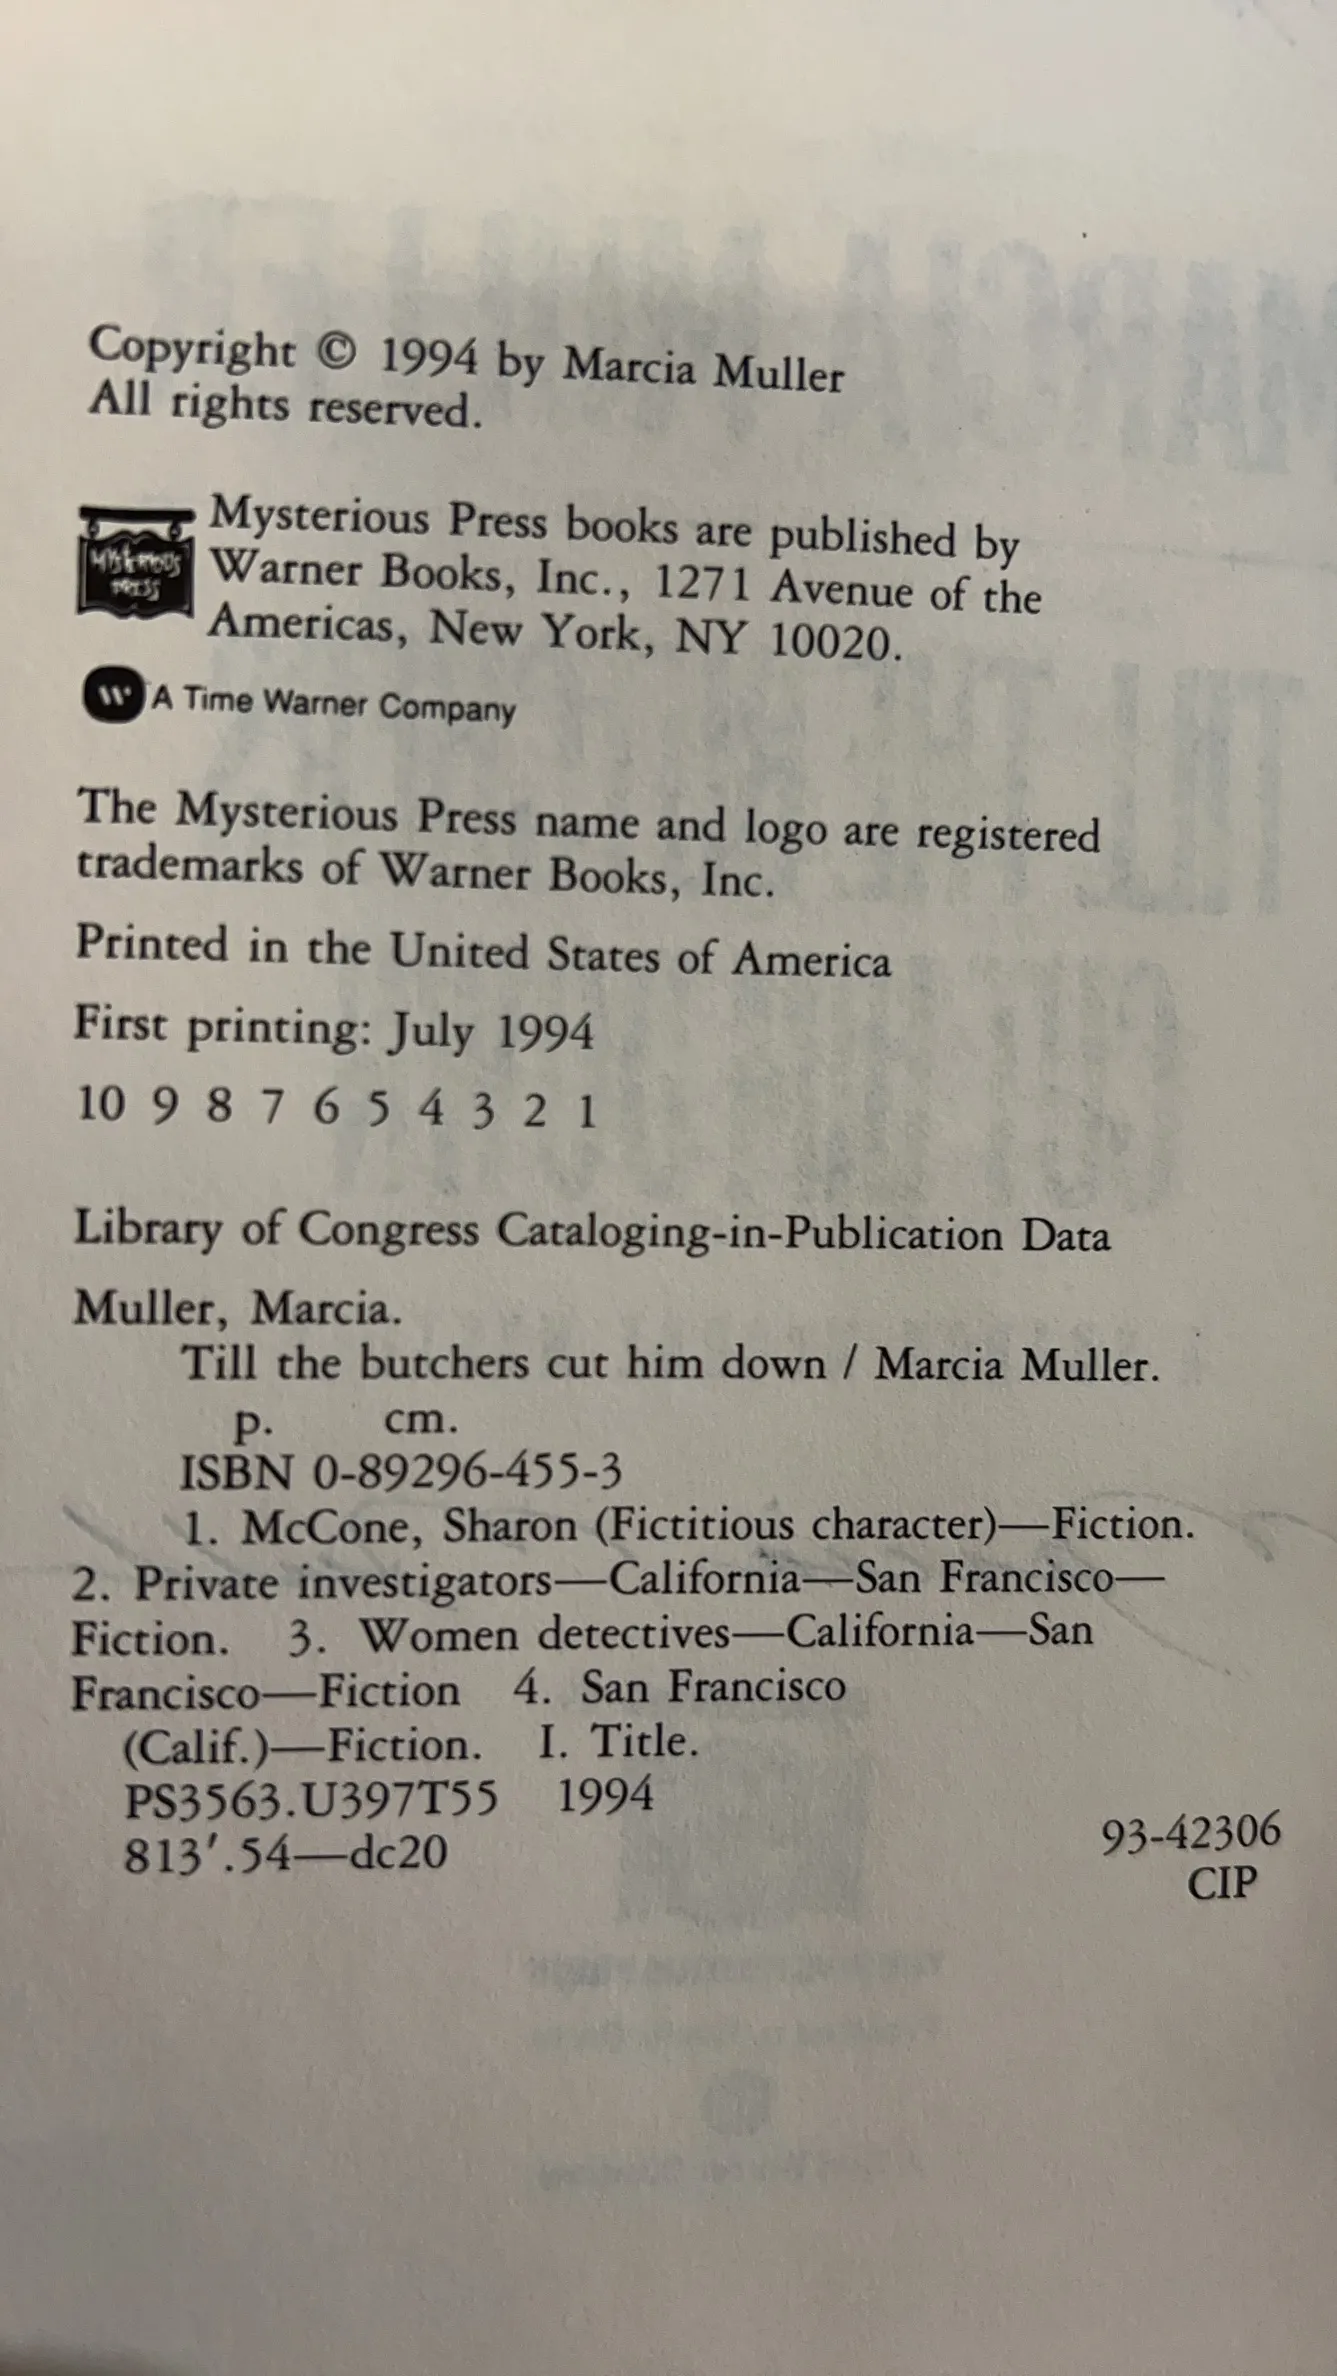 Copyright © 1994 by Marcia Muller
All rights reserved.
MYSTERIOUS
PRESS
Mysterious Press books are published by
Warner Books, Inc., 1271 Avenue of the
Americas, New York, NY 10020.
W A Time Warner Company
The Mysterious Press name and logo are registered
trademarks of Warner Books, Inc.
Printed in the United States of America
First printing: July 1994
10 9 8 7 6 5 4 3 2 1
Library of Congress Cataloging-in-Publication Data
Muller, Marcia.
Till the butchers cut him down / Marcia Muller.
p. cm.
ISBN 0-89296-455-3
1. McCone, Sharon (Fictitious character)—Fiction.
2. Private investigators—California—San Francisco—
Fiction. 3. Women detectives—California—San
Francisco—Fiction 4. San Francisco
(Calif.)—Fiction. I. Title.
PS3563.U397T55 1994
813′.54—dc20
93-42306
CIP